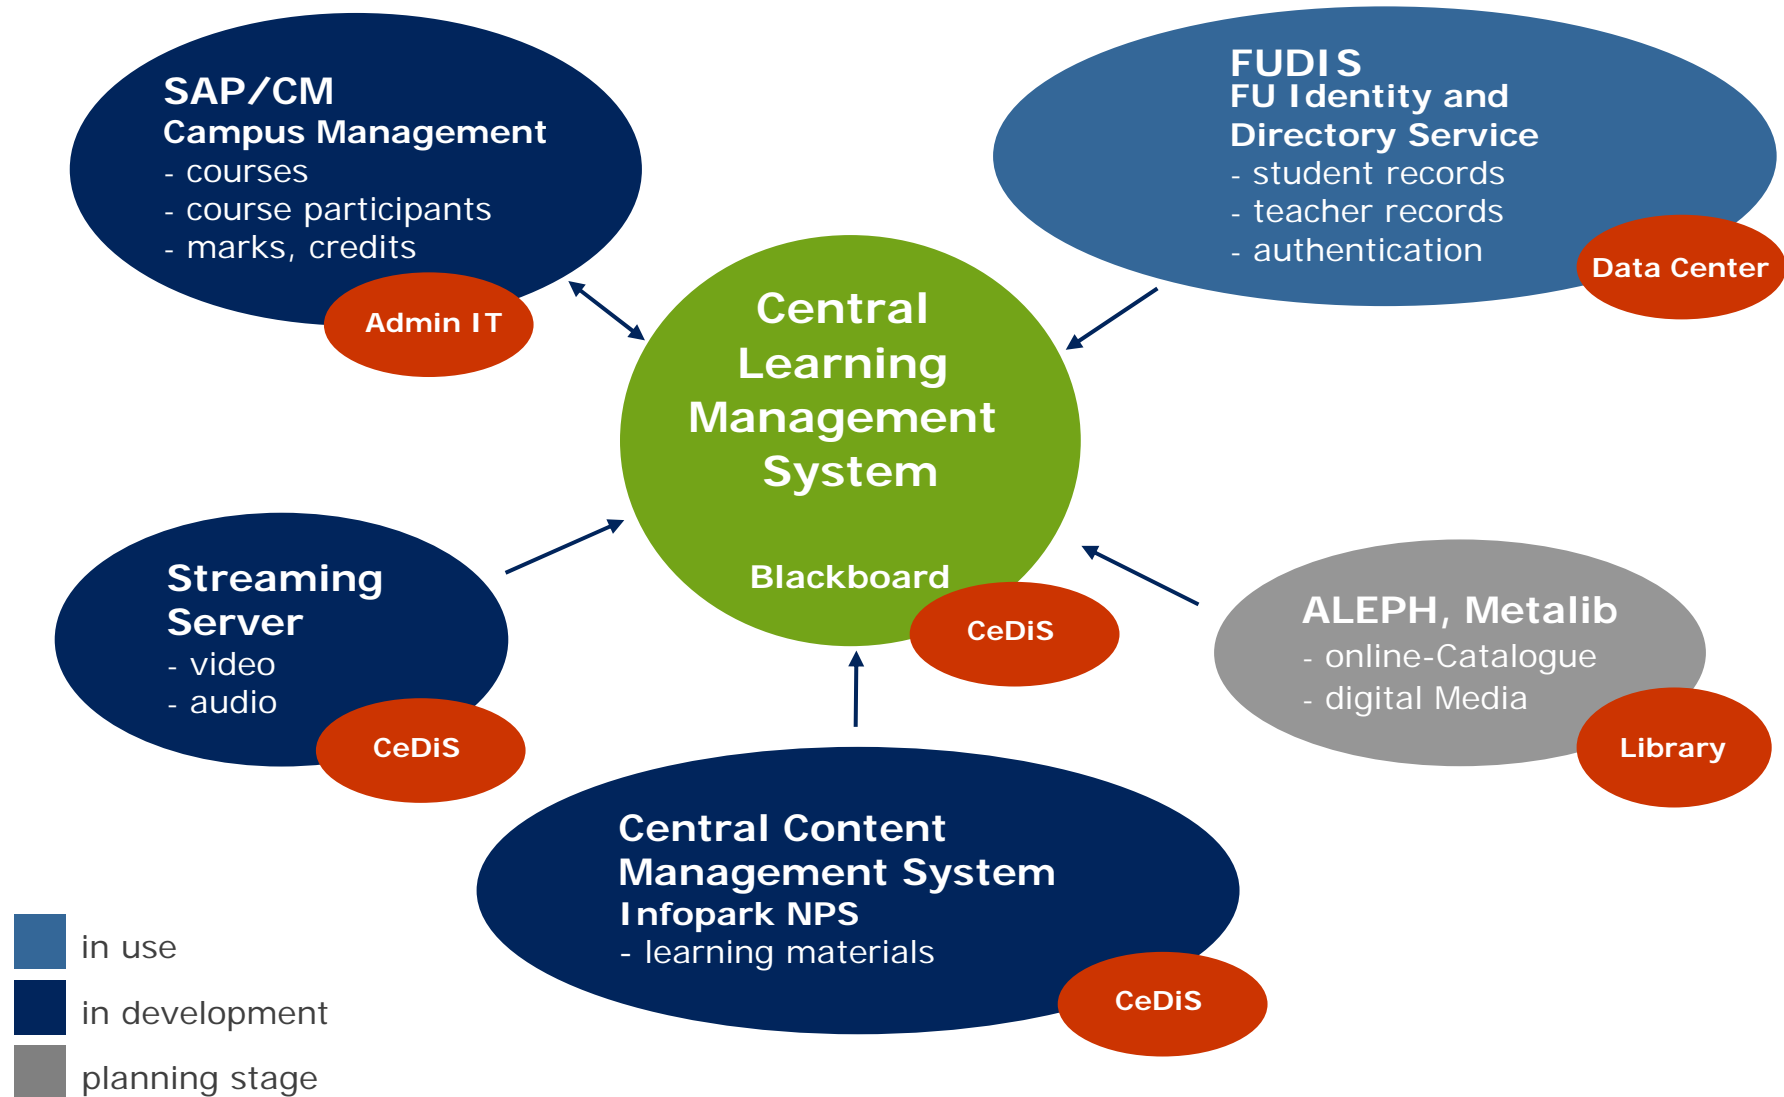 SAP/CM
Campus Management
- courses
- course participants
- marks, credits
Admin IT
FUDIS
FU Identity and
Directory Service
- student records
- teacher records
- authentication
Data Center
Central
Learning
Management
System
Blackboard
CeDiS
Streaming
Server
- video
- audio
CeDiS
ALEPH, Metalib
- online-Catalogue
- digital Media
Library
Central Content
Management System
Infopark NPS
- learning materials
CeDiS
in use
in development
planning stage